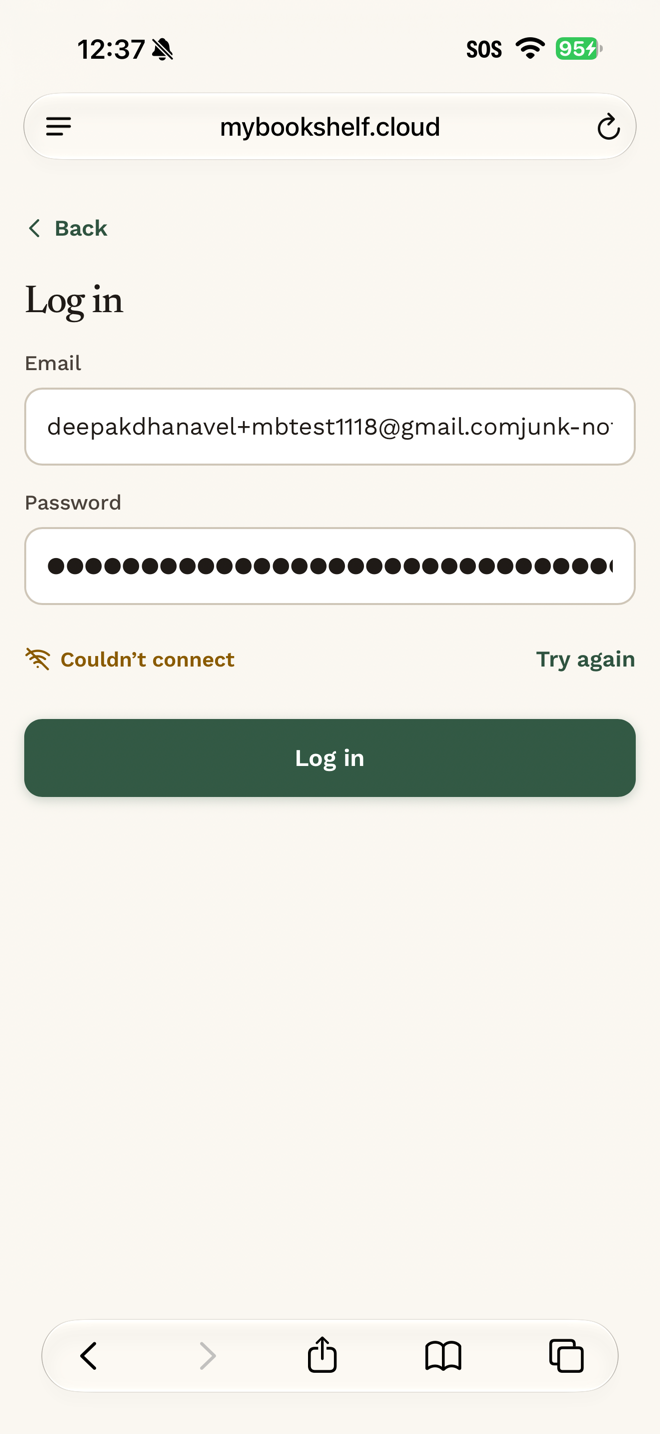 12:37
SOS
95
mybookshelf.cloud
Back
Log in
Email
deepakdhanavel+mbtest1118@gmail.comjunk-no
Password
Couldn’t connect
Try again
Log in